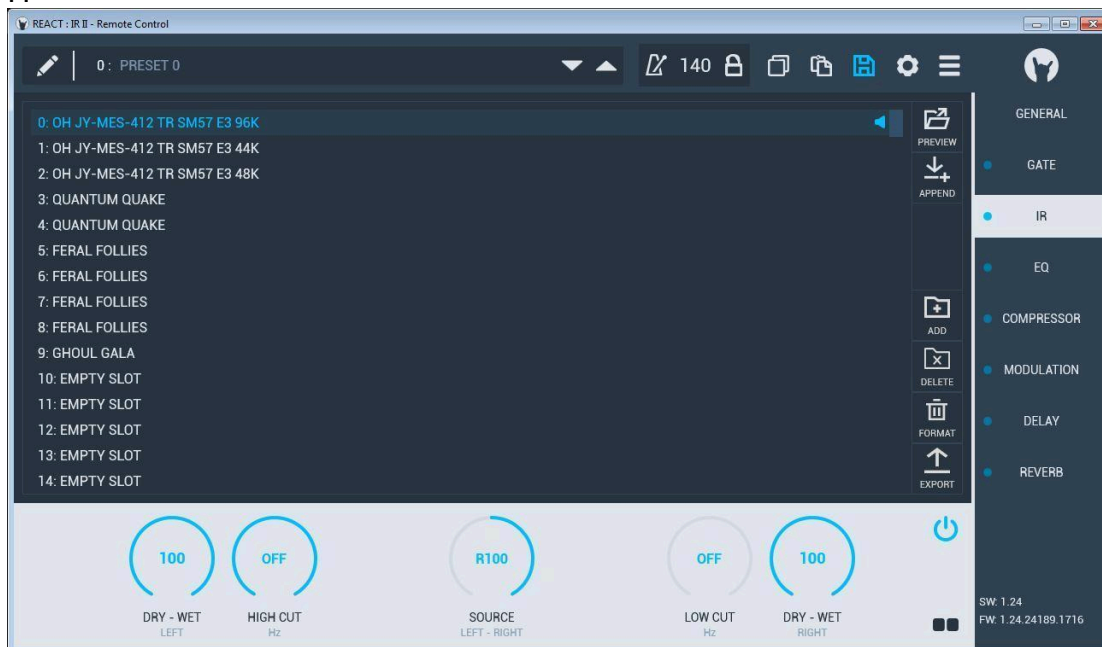 REACT : IR II - Remote Control
0 : PRESET 0
140
0: OH JY-MES-412 TR SM57 E3 96K
1: OH JY-MES-412 TR SM57 E3 44K
2: OH JY-MES-412 TR SM57 E3 48K
3: QUANTUM QUAKE
4: QUANTUM QUAKE
5: FERAL FOLLIES
6: FERAL FOLLIES
7: FERAL FOLLIES
8: FERAL FOLLIES
9: GHOUL GALA
10: EMPTY SLOT
11: EMPTY SLOT
12: EMPTY SLOT
13: EMPTY SLOT
14: EMPTY SLOT
PREVIEW
APPEND
ADD
DELETE
FORMAT
EXPORT
GENERAL
GATE
IR
EQ
COMPRESSOR
MODULATION
DELAY
REVERB
100
OFF
R100
OFF
100
DRY - WET
LEFT
HIGH CUT
Hz
SOURCE
LEFT - RIGHT
LOW CUT
Hz
DRY - WET
RIGHT
SW: 1.24
FW: 1.24.24189.1716